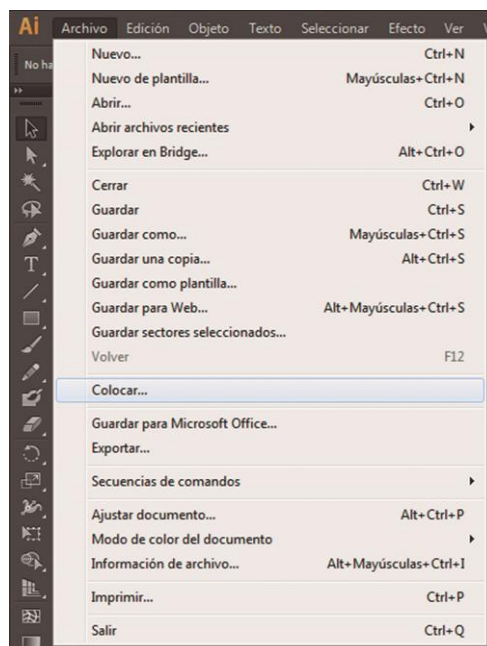 Ai Archivo Edición Objeto Texto Seleccionar Efecto Ver
No ha
Nuevo... Ctrl+N
Nuevo de plantilla... Mayúsculas+Ctrl+N
Abrir... Ctrl+O
Abrir archivos recientes
Explorar en Bridge... Alt+Ctrl+O
Cerrar Ctrl+W
Guardar Ctrl+S
Guardar como... Mayúsculas+Ctrl+S
Guardar una copia... Alt+Ctrl+S
Guardar como plantilla...
Guardar para Web... Alt+Mayúsculas+Ctrl+S
Guardar sectores seleccionados...
Volver F12
Colocar...
Guardar para Microsoft Office...
Exportar...
Secuencias de comandos
Ajustar documento... Alt+Ctrl+P
Modo de color del documento
Información de archivo... Alt+Mayúsculas+Ctrl+I
Imprimir... Ctrl+P
Salir Ctrl+Q